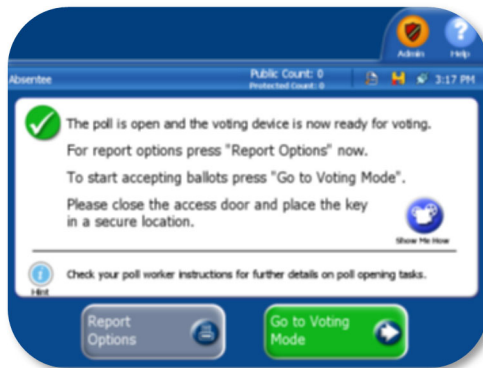 Admin
Help
Absentee
Public Count: 0
Protected Count: 0
3:17 PM
The poll is open and the voting device is now ready for voting.
For report options press "Report Options" now.
To start accepting ballots press "Go to Voting Mode".
Please close the access door and place the key
in a secure location.
Show Me How
Hint
Check your poll worker instructions for further details on poll opening tasks.
Report
Options
Go to Voting
Mode